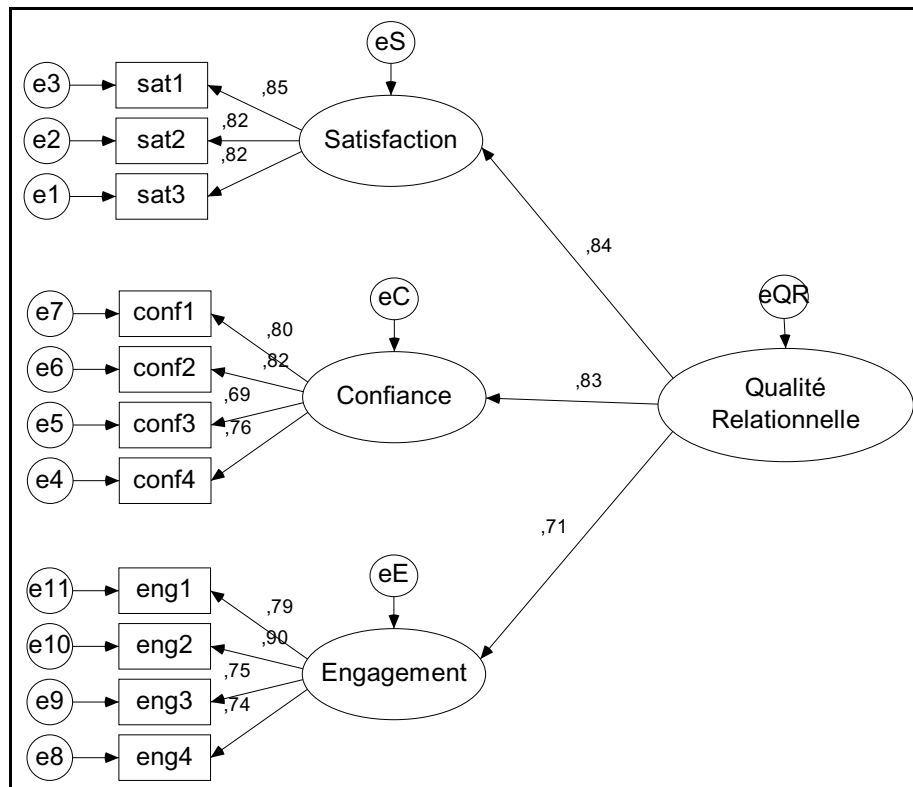 eS
e3
sat1
,85
e2
sat2
,82
Satisfaction
,82
e1
sat3
,84
eQR
e7
conf1
eC
,80
e6
conf2
,82
Confiance
,83
Qualité
Relationnelle
,69
e5
conf3
,76
e4
conf4
,71
e11
eng1
eE
,79
e10
eng2
,90
Engagement
,75
e9
eng3
,74
e8
eng4